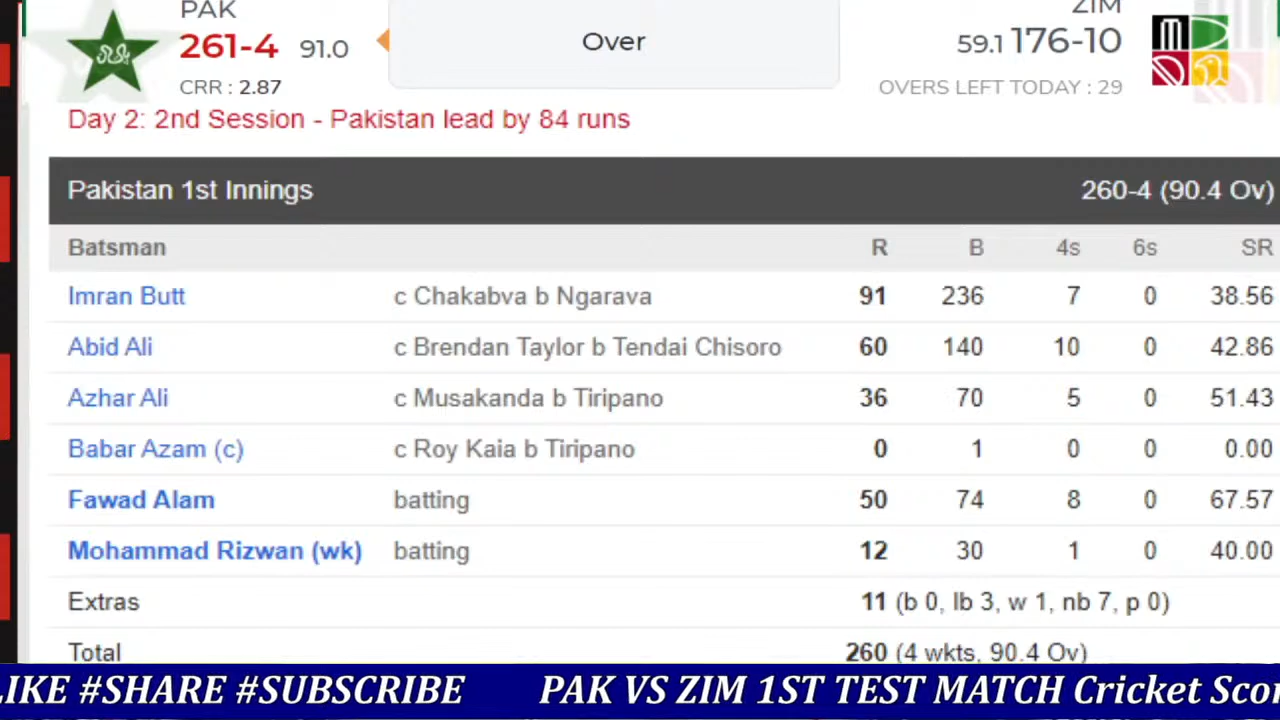 PAK
261-4 91.0
CRR : 2.87
Over
ZIM
59.1 176-10
OVERS LEFT TODAY : 29
Day 2: 2nd Session - Pakistan lead by 84 runs
Pakistan 1st Innings 260-4 (90.4 Ov)
Batsman R B 4s 6s SR
Imran Butt c Chakabva b Ngarava 91 236 7 0 38.56
Abid Ali c Brendan Taylor b Tendai Chisoro 60 140 10 0 42.86
Azhar Ali c Musakanda b Tiripano 36 70 5 0 51.43
Babar Azam (c) c Roy Kaia b Tiripano 0 1 0 0 0.00
Fawad Alam batting 50 74 8 0 67.57
Mohammad Rizwan (wk) batting 12 30 1 0 40.00
Extras 11 (b 0, lb 3, w 1, nb 7, p 0)
Total 260 (4 wkts, 90.4 Ov)
LIKE #SHARE #SUBSCRIBE PAK VS ZIM 1ST TEST MATCH Cricket Scor